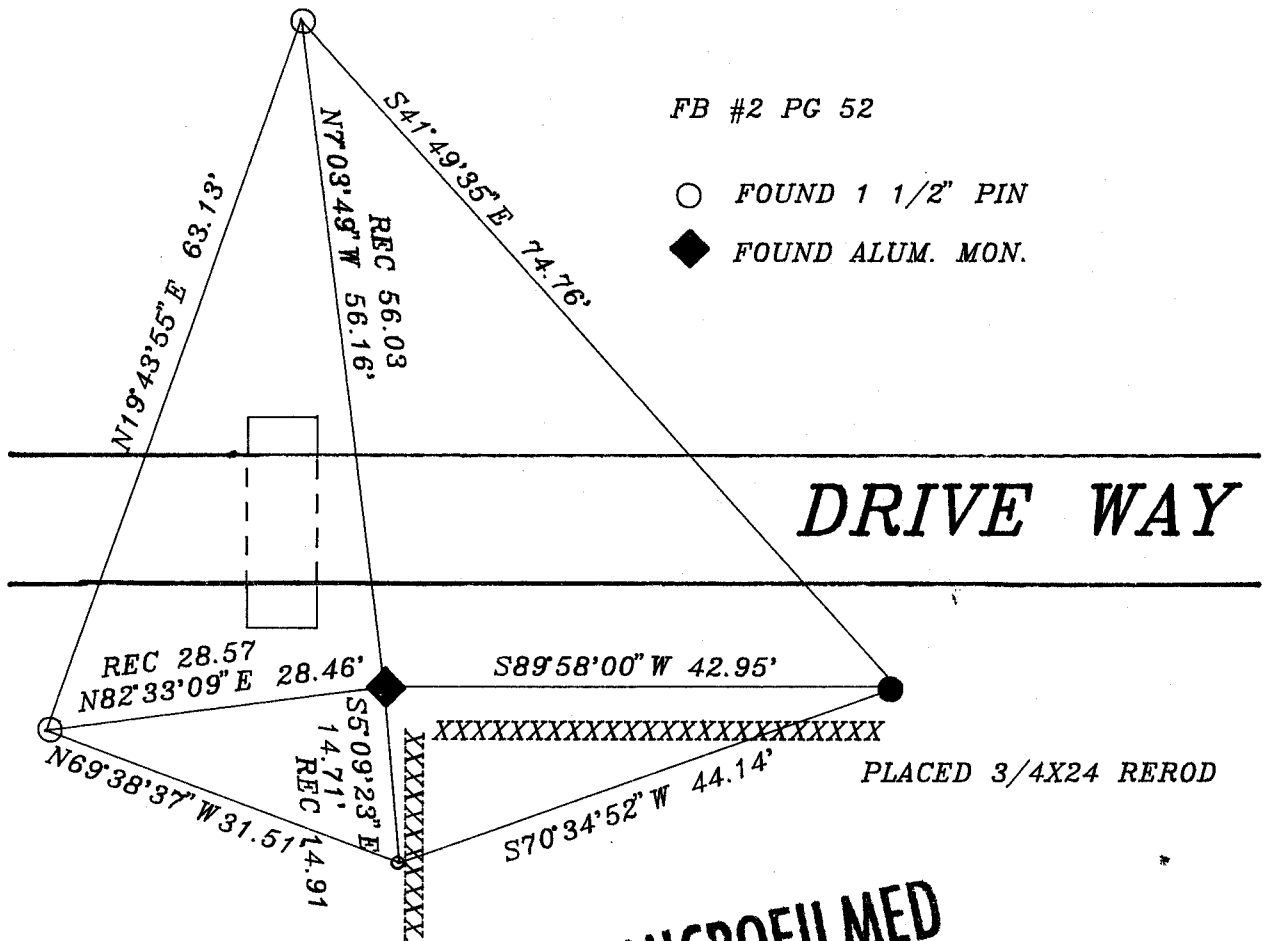 FB #2 PG 52
FOUND 1 1/2" PIN
FOUND ALUM. MON.
S41°49'35"E 74.76'
REC 56.03
N7°03'49"W 56.16'
N19°43'55"E 63.13'
DRIVE WAY
REC 28.57
N82°33'09"E 28.46'
S89°58'00"W 42.95'
XXXXXXXXXXXXXXXXXXXXXXX
S5°09'23"E
14.71'
REC 14.91
N69°38'37"W 31.51'
S70°34'52"W 44.14'
PLACED 3/4X24 REROD